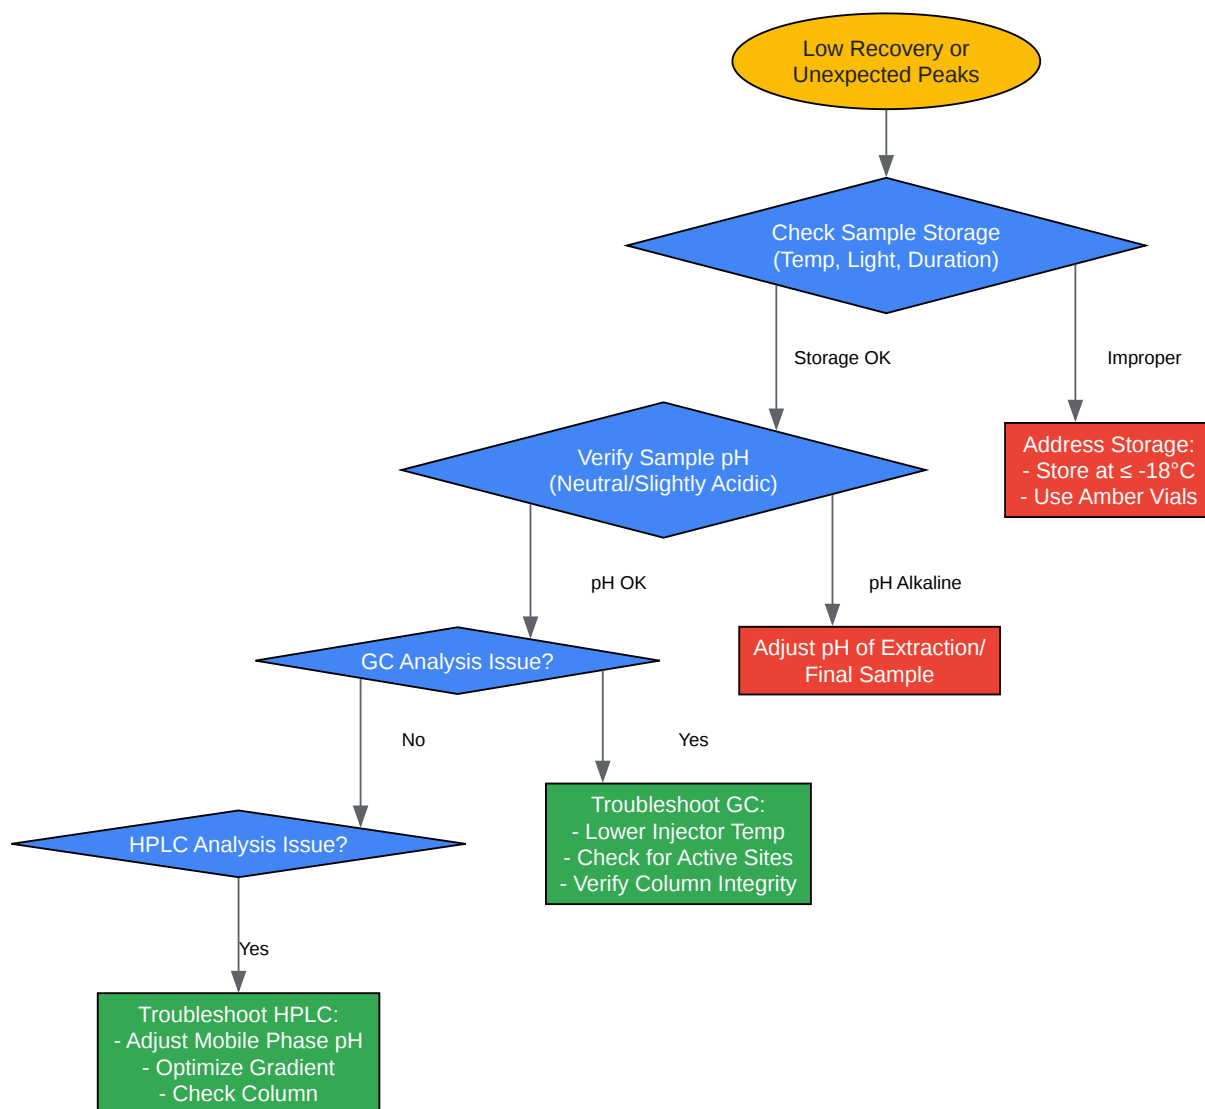 Low Recovery or
Unexpected Peaks
Check Sample Storage
(Temp, Light, Duration)
Storage OK
Improper
Verify Sample pH
(Neutral/Slightly Acidic)
Address Storage:
- Store at ≤ -18°C
- Use Amber Vials
pH OK
pH Alkaline
GC Analysis Issue?
Adjust pH of Extraction/
Final Sample
No
Yes
HPLC Analysis Issue?
Troubleshoot GC:
- Lower Injector Temp
- Check for Active Sites
- Verify Column Integrity
Yes
Troubleshoot HPLC:
- Adjust Mobile Phase pH
- Optimize Gradient
- Check Column